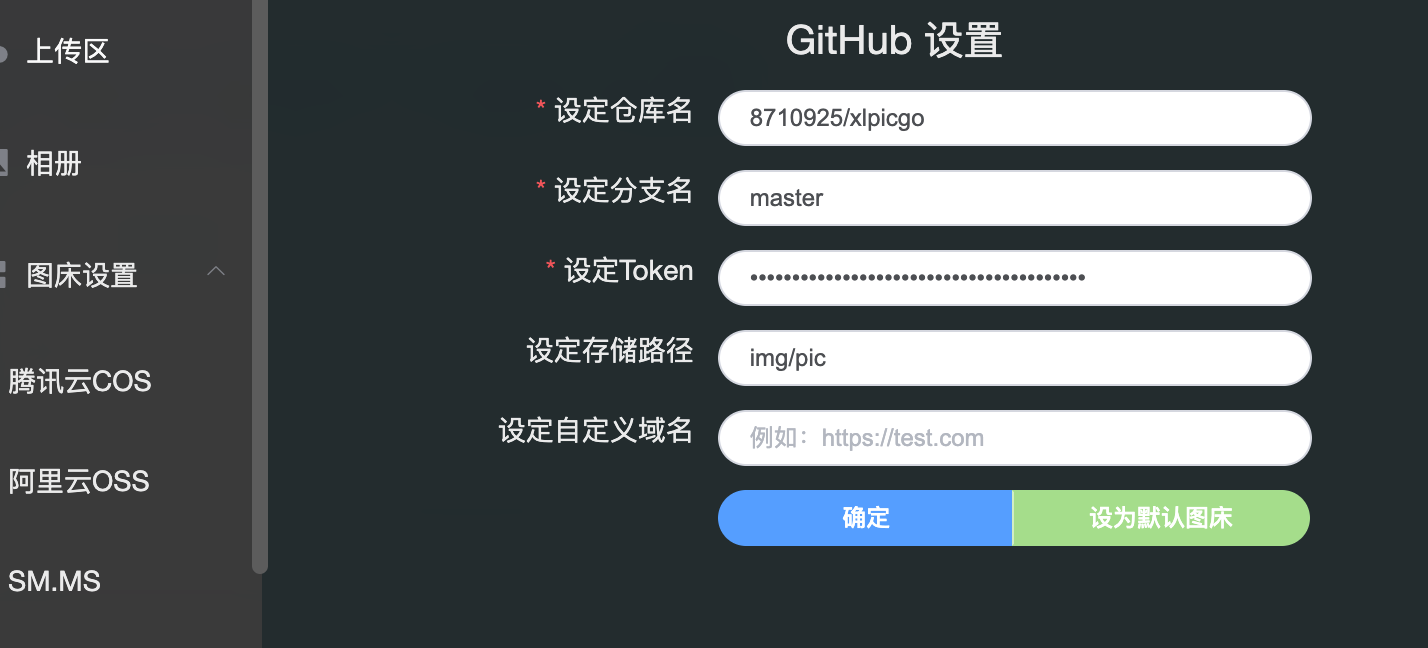 上传区
相册
图床设置
腾讯云COS
阿里云OSS
SM.MS
GitHub 设置
* 设定仓库名
8710925/xlpicgo
* 设定分支名
master
* 设定Token
••••••••••••••••••••••••••••••••••••••••
设定存储路径
img/pic
设定自定义域名
例如：https://test.com
确定
设为默认图床